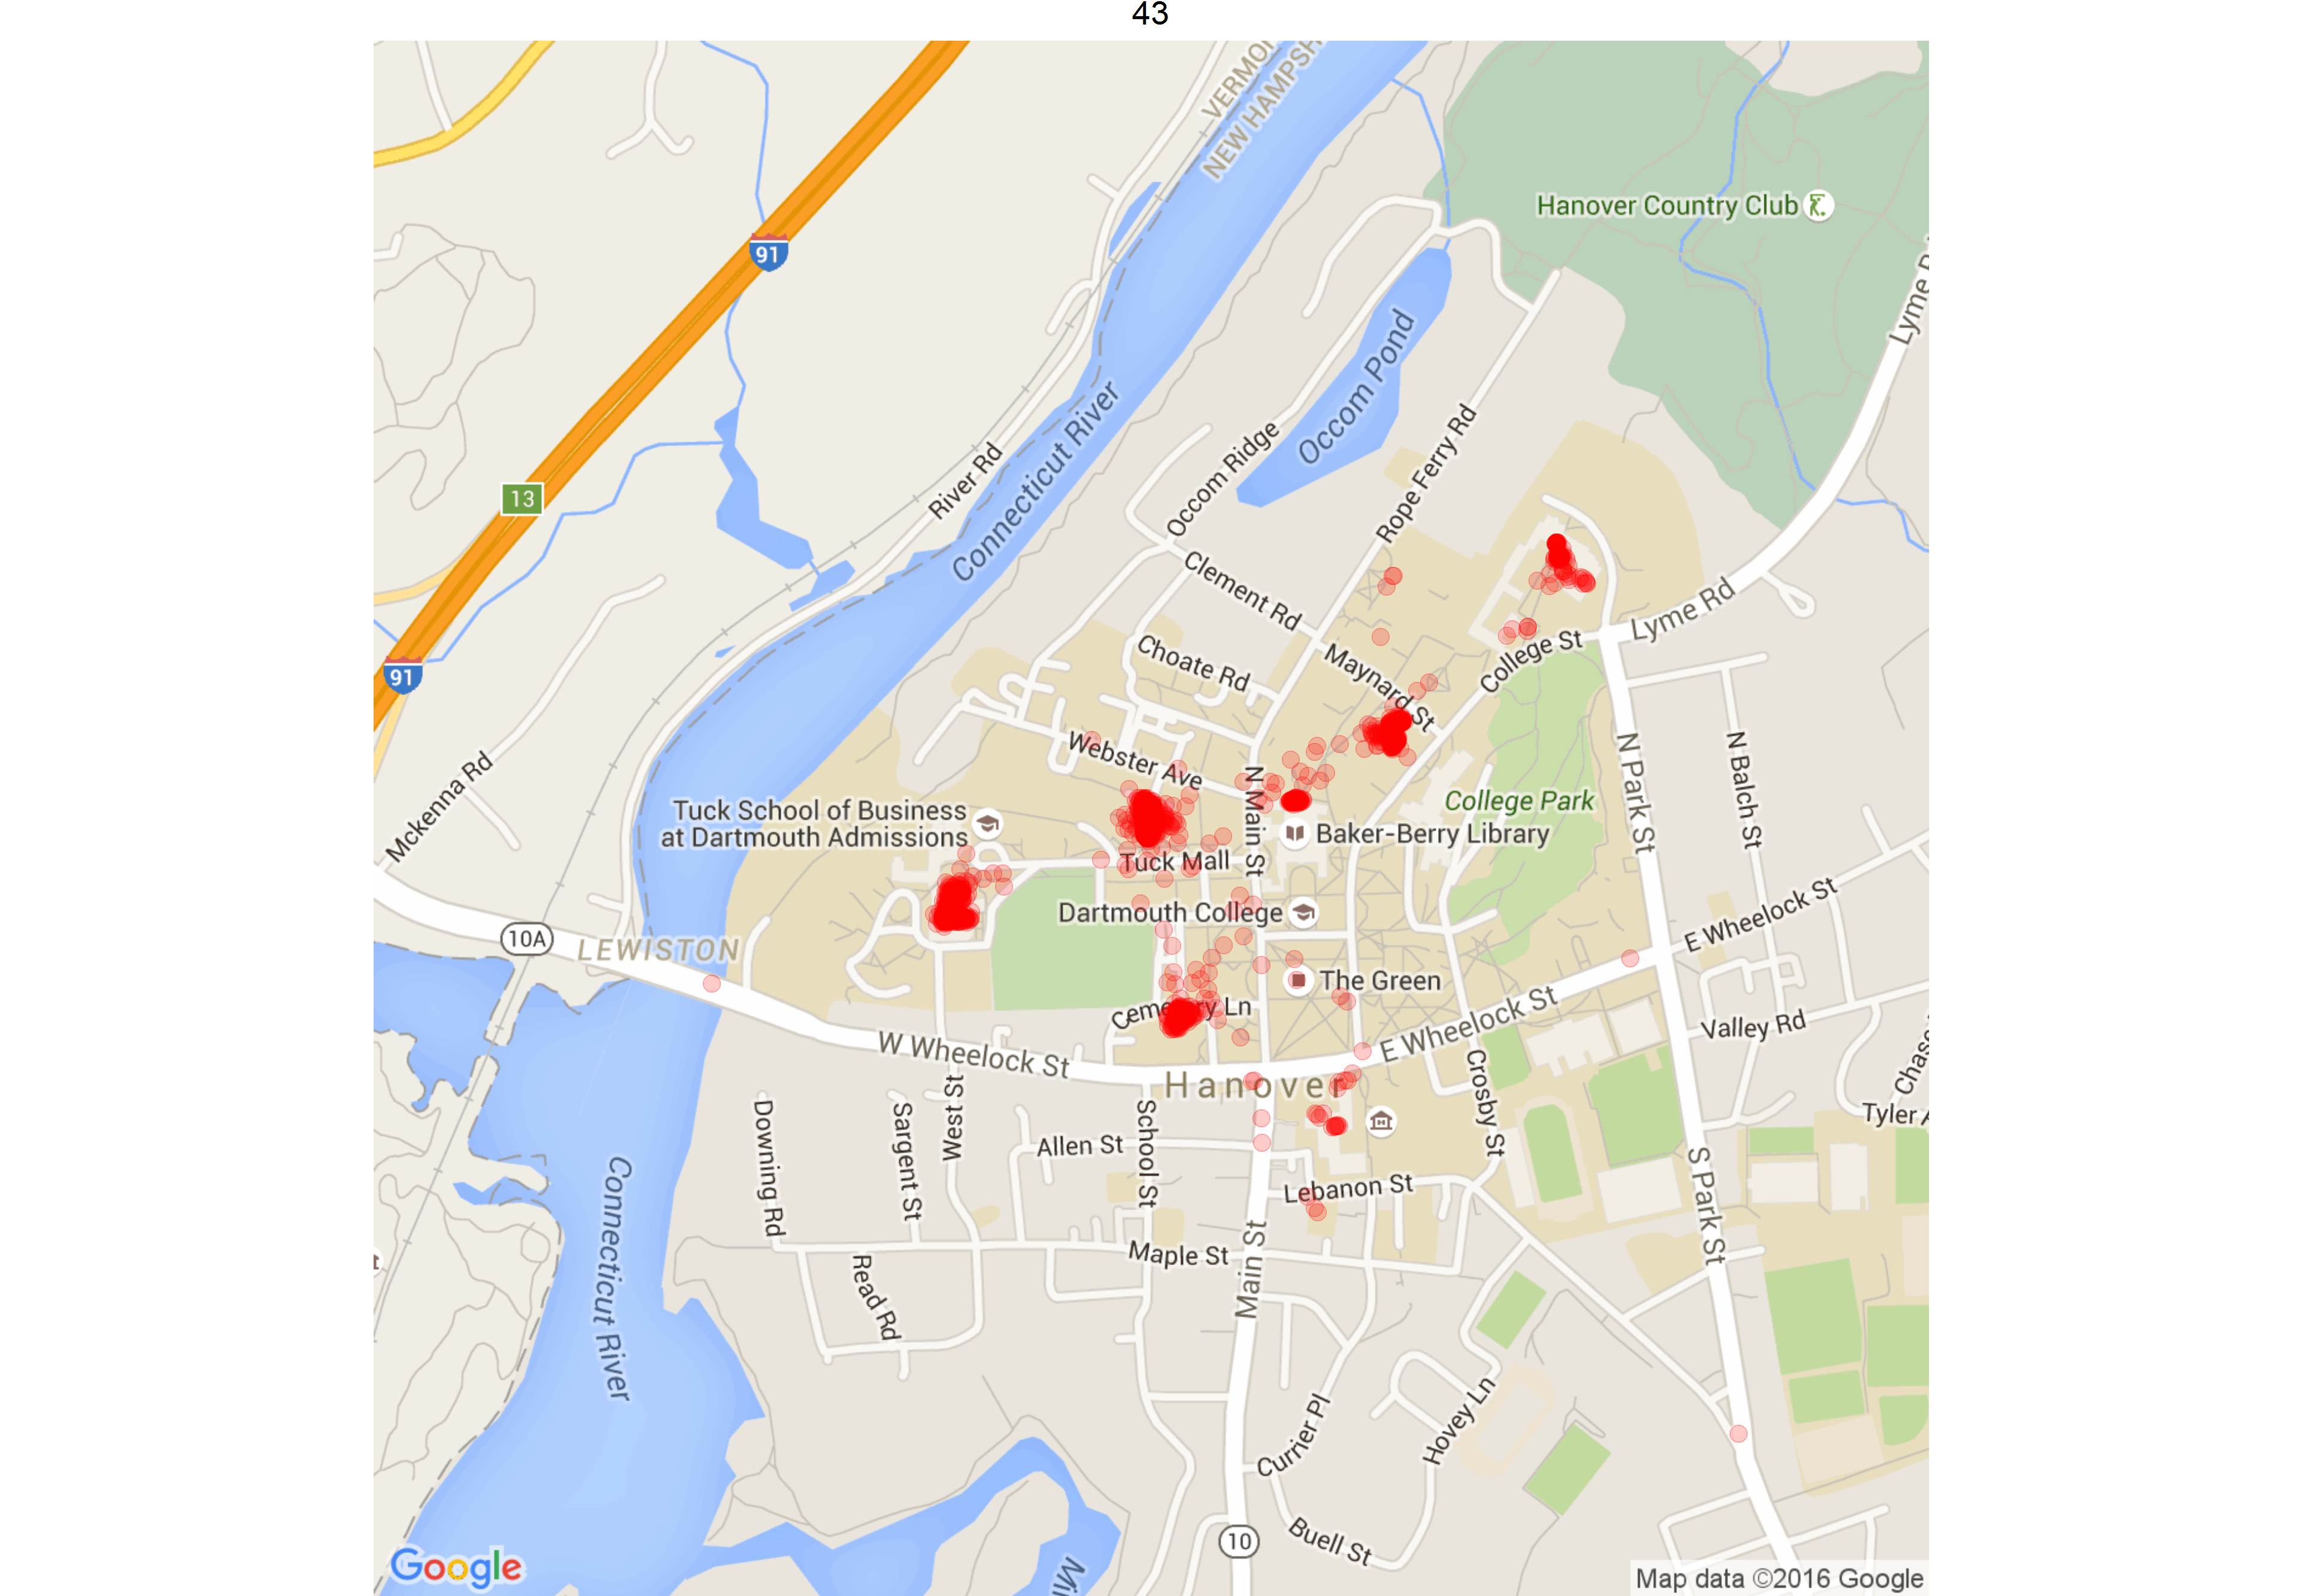 43
VERMONT
NEW HAMPSH
Hanover Country Club
91
Lyme Rd
Occom Pond
13
River Rd
Connecticut River
Occom Ridge
Rope Ferry Rd
Clement Rd
Lyme Rd
91
Choate Rd
Maynard St
College St
Mckenna Rd
Webster Ave
N Main St
N Park St
N Balch St
Tuck School of Business
at Dartmouth Admissions
College Park
Baker-Berry Library
Tuck Mall
E Wheelock St
10A
LEWISTON
Dartmouth College
The Green
Cemetery Ln
E Wheelock St
Valley Rd
W Wheelock St
Hanover
Chase
Tyler A
Crosby St
Downing Rd
Sargent St
West St
School St
Allen St
Lebanon St
S Park St
Connecticut River
Maple St
Main St
Read Rd
Currier Pl
Hovey Ln
10
Buell St
Mi
Google
Map data ©2016 Google